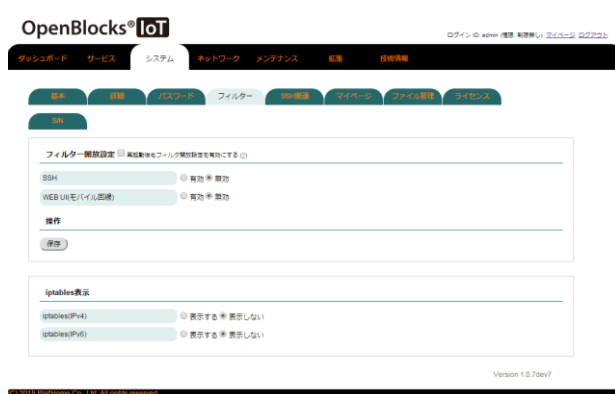 OpenBlocks® IoT
ログイン ID: admin (権限: 制限無し) マイページ ログアウト
ダッシュボード サービス システム ネットワーク メンテナンス 拡張 技術情報
基本 詳細 パスワード フィルター SSH関連 マイページ ファイル管理 ライセンス
S/N
フィルター開放設定 再起動後もフィルタ開放設定を有効にする
SSH 有効 無効
WEB UI(モバイル回線) 有効 無効
操作
保存
iptables表示
iptables(IPv4) 表示する 表示しない
iptables(IPv6) 表示する 表示しない
Version 1.0.7dev7
(C) 2015 Plat'Home Co., Ltd. All rights reserved.